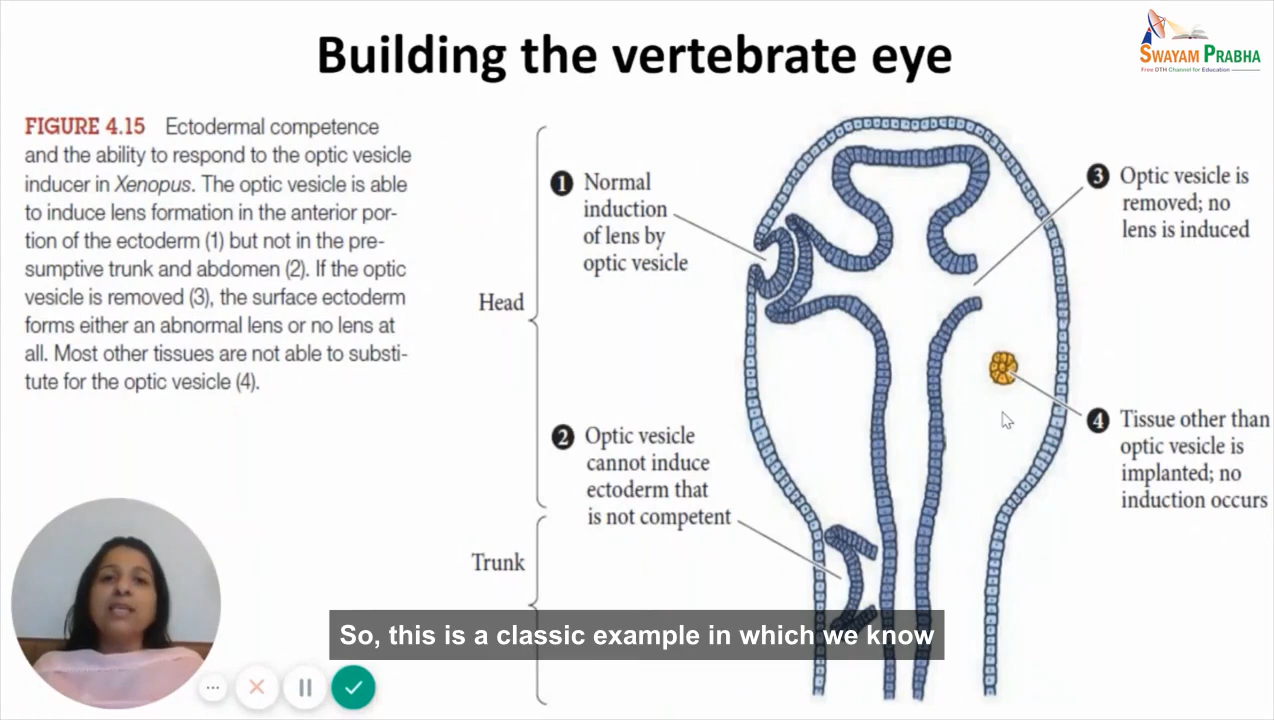 Building the vertebrate eye
SWAYAM PRABHA
Free DTH Channel for Education
FIGURE 4.15 Ectodermal competence
and the ability to respond to the optic vesicle
inducer in Xenopus. The optic vesicle is able
to induce lens formation in the anterior por-
tion of the ectoderm (1) but not in the pre-
sumptive trunk and abdomen (2). If the optic
vesicle is removed (3), the surface ectoderm
forms either an abnormal lens or no lens at
all. Most other tissues are not able to substi-
tute for the optic vesicle (4).
Head
1 Normal
induction
of lens by
optic vesicle
2 Optic vesicle
cannot induce
ectoderm that
is not competent
Trunk
3 Optic vesicle is
removed; no
lens is induced
4 Tissue other than
optic vesicle is
implanted; no
induction occurs
So, this is a classic example in which we know